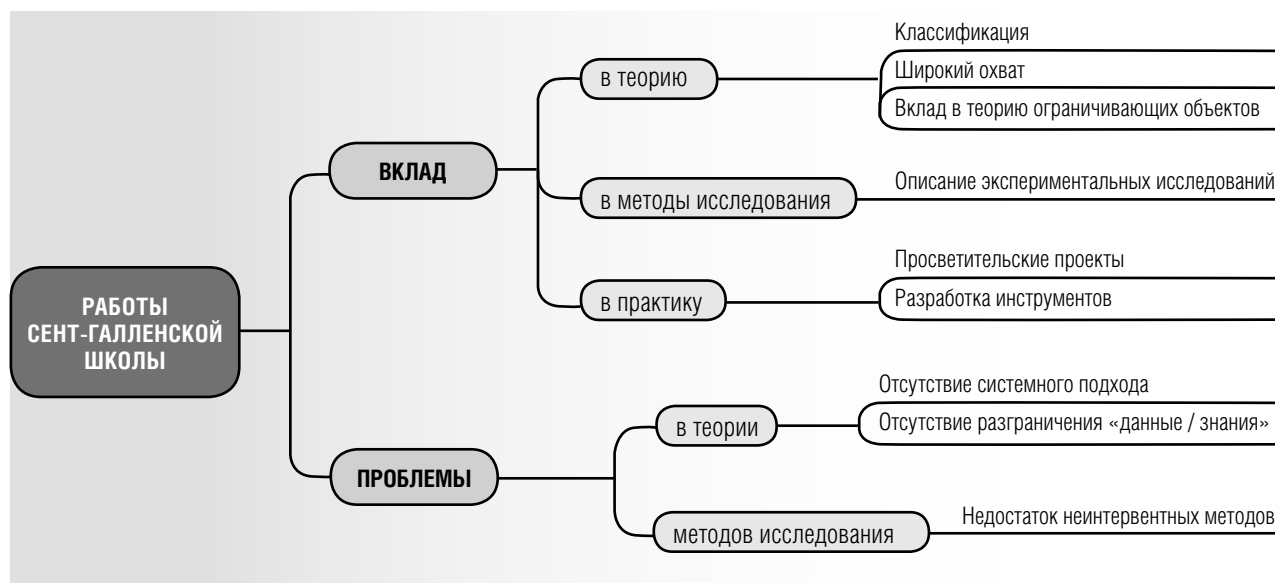 РАБОТЫ
СЕНТ-ГАЛЛЕНСКОЙ
ШКОЛЫ
ВКЛАД
в теорию
Классификация
Широкий охват
Вклад в теорию ограничивающих объектов
в методы исследования
Описание экспериментальных исследований
в практику
Просветительские проекты
Разработка инструментов
ПРОБЛЕМЫ
в теории
Отсутствие системного подхода
Отсутствие разграничения «данные / знания»
методов исследования
Недостаток неинтервентных методов